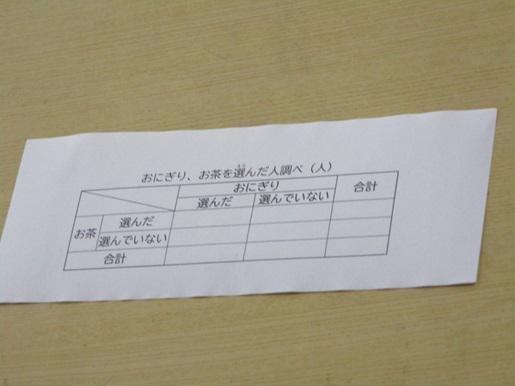 おにぎり、お茶を選んだ人調べ（人）
おにぎり 合計
選んだ 選んでいない
お茶 選んだ
選んでいない
合計